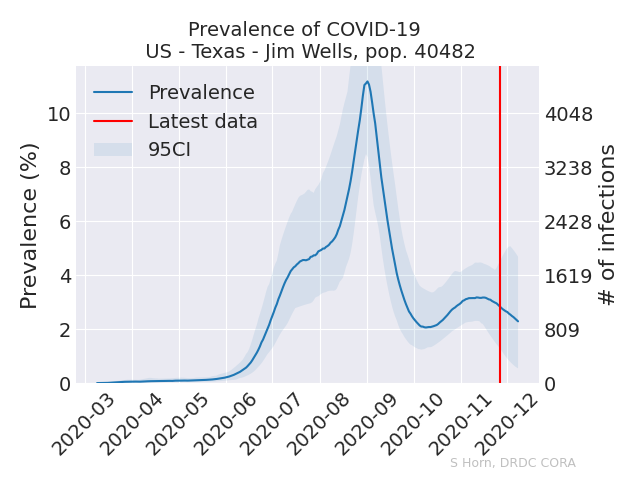 Prevalence of COVID-19
US - Texas - Jim Wells, pop. 40482
Prevalence
Latest data
95CI
Prevalence (%)
10
8
6
4
2
0
4048
3238
2428
1619
809
0
# of infections
2020-03
2020-04
2020-05
2020-06
2020-07
2020-08
2020-09
2020-10
2020-11
2020-12
S Horn, DRDC CORA